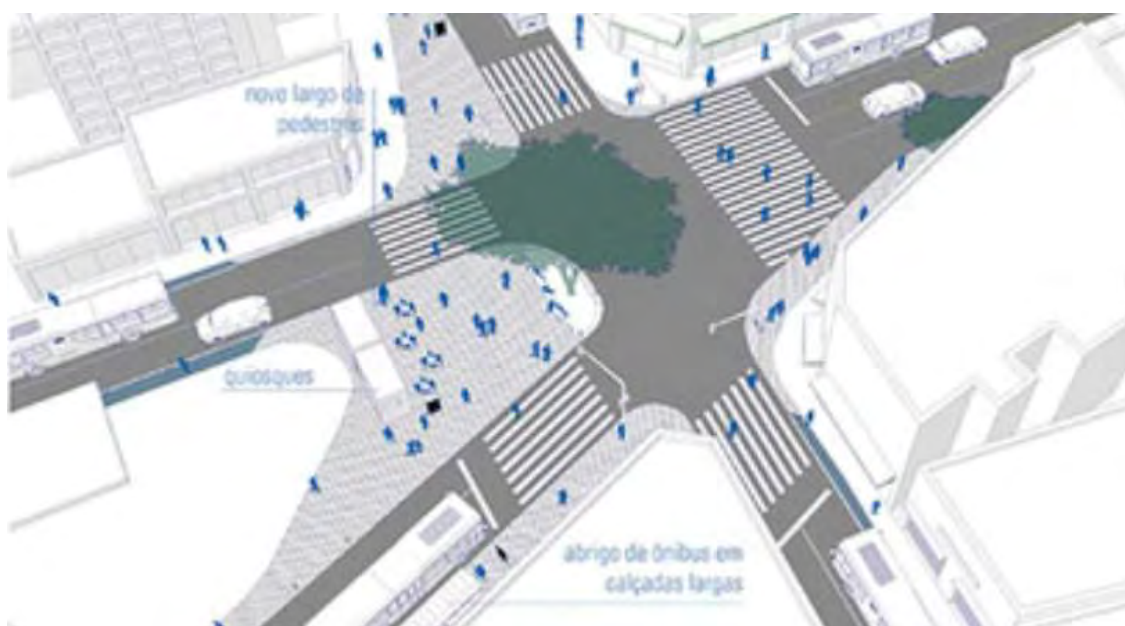 novo largo de
pedestres
quiosques
abrigo de ônibus em
calçadas largas